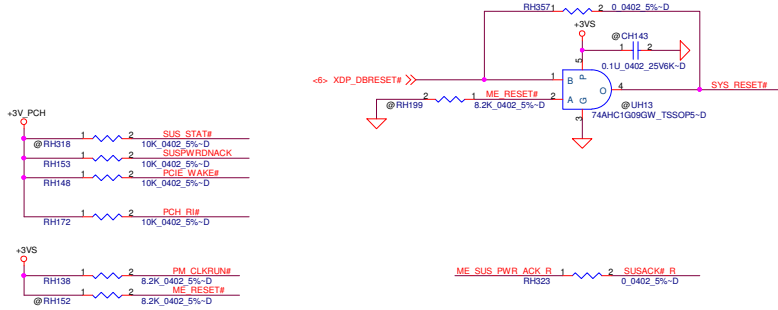 RH357 1 2 0_0402_5%~D
+3VS
@CH143
1 2
0.1U_0402_25V6K~D
<6> XDP_DBRESET# 1 B P 5 O 4 SYS_RESET#
@RH199 1 2 ME_RESET# 8.2K_0402_5%~D 2 A G 3
@UH13
74AHC1G09GW_TSSOP5~D
+3V_PCH
@RH318 1 2 SUS_STAT# 10K_0402_5%~D
RH153 1 2 SUSPWRDNACK 10K_0402_5%~D
RH148 1 2 PCIE_WAKE# 10K_0402_5%~D
RH172 1 2 PCH_RI# 10K_0402_5%~D
+3VS
RH138 1 2 PM_CLKRUN# 8.2K_0402_5%~D
@RH152 1 2 ME_RESET# 8.2K_0402_5%~D
ME_SUS_PWR_ACK_R 1 2 SUSACK#_R
RH323 0_0402_5%~D